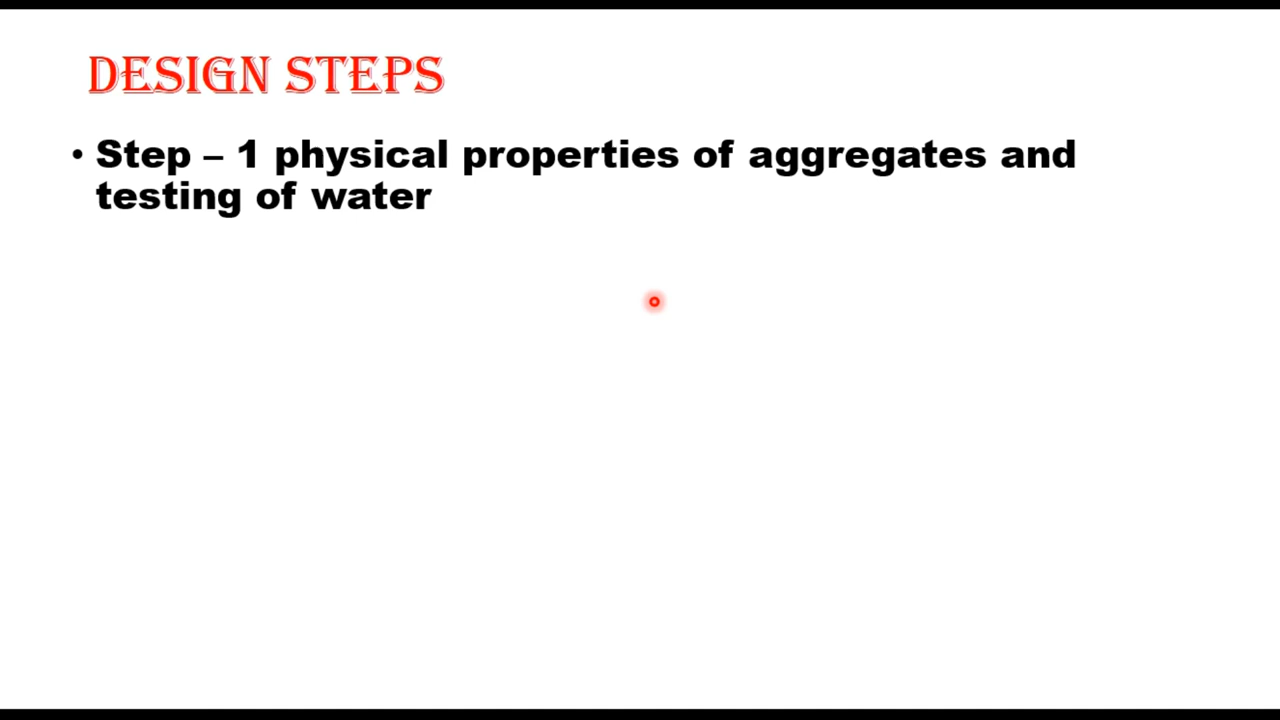 DESIGN STEPS
• Step – 1 physical properties of aggregates and
testing of water